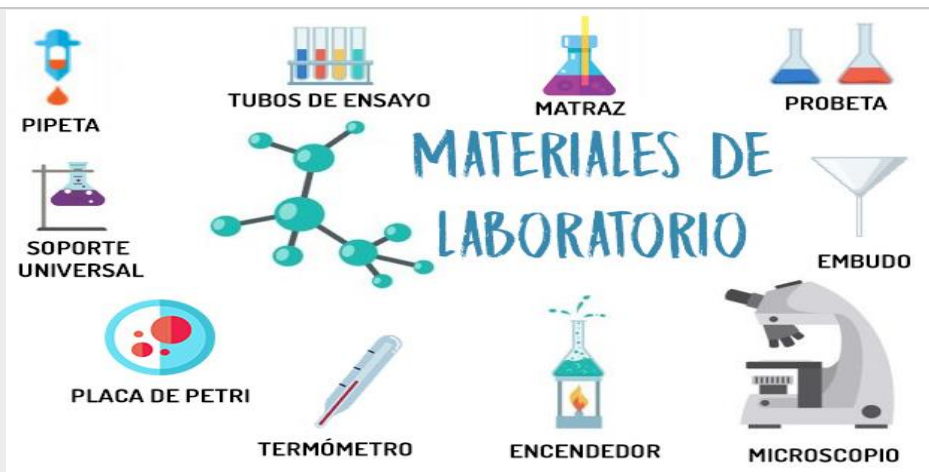 PIPETA
TUBOS DE ENSAYO
MATRAZ
PROBETA
MATERIALES DE
LABORATORIO
SOPORTE
UNIVERSAL
EMBUDO
PLACA DE PETRI
TERMÓMETRO
ENCENDEDOR
MICROSCOPIO